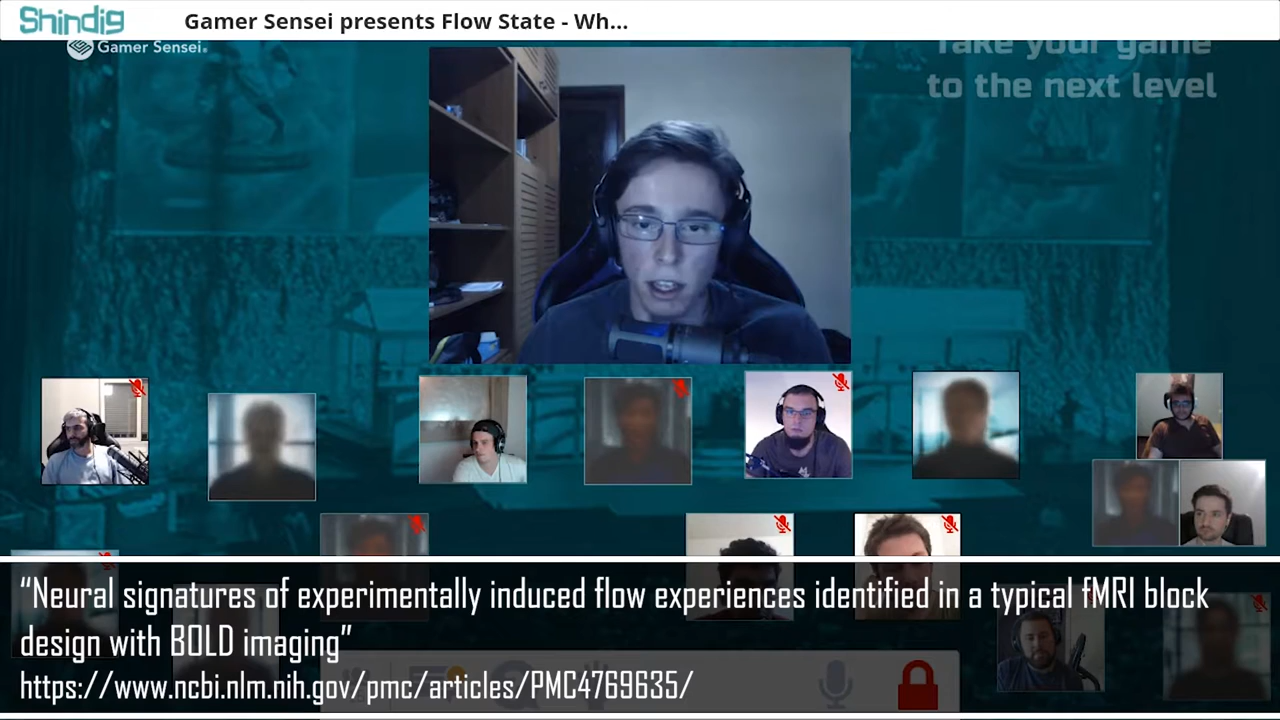 Shindig
Gamer Sensei presents Flow State - Wh...
Gamer Sensei
Take your game
to the next level
“Neural signatures of experimentally induced flow experiences identified in a typical fMRI block
design with BOLD imaging”
https://www.ncbi.nlm.nih.gov/pmc/articles/PMC4769635/